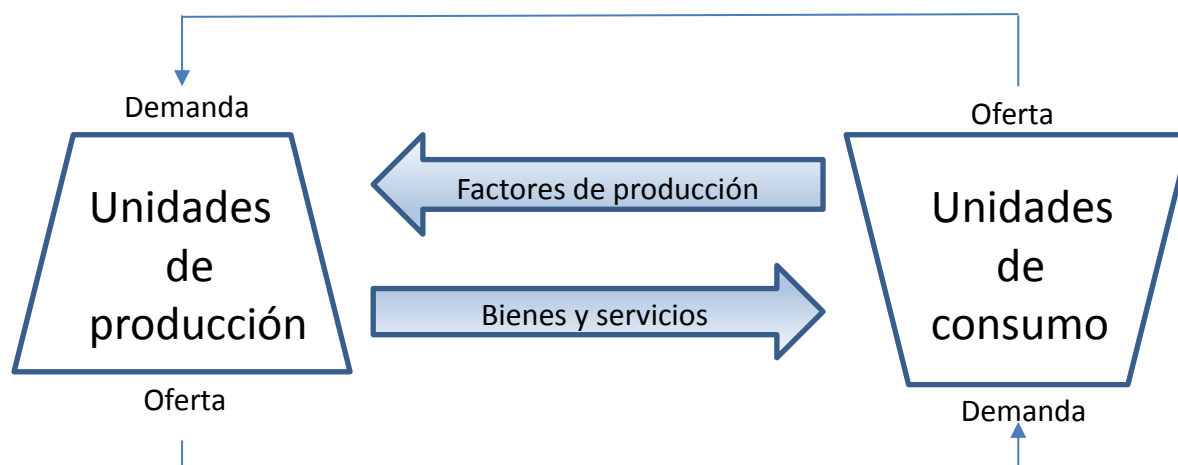 Demanda
Oferta
Unidades
de
producción
Factores de producción
Bienes y servicios
Unidades
de
consumo
Oferta
Demanda